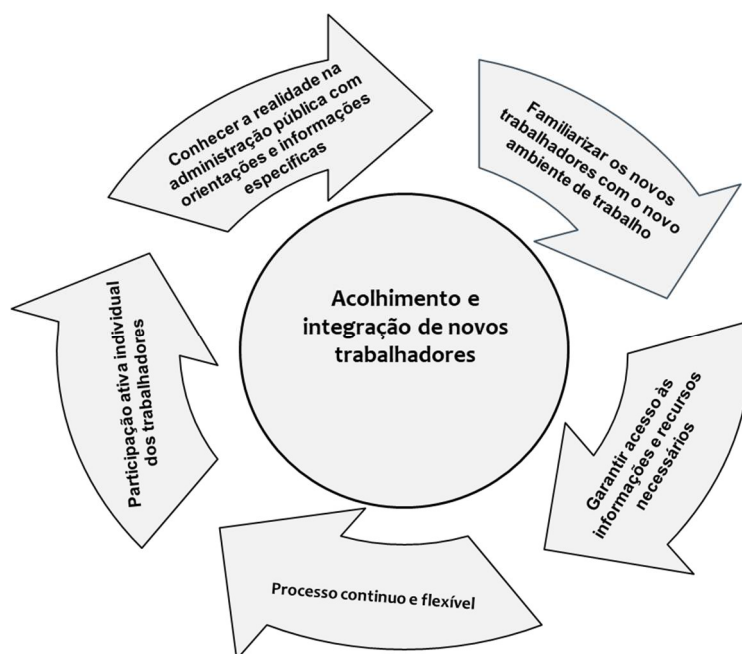 Conhecer a realidade na
administração pública com
orientações e informações
específicas
Familiarizar os novos
trabalhadores com o novo
ambiente de trabalho
Acolhimento e
integração de novos
trabalhadores
Garantir acesso às
informações e recursos
necessários
Processo continuo e flexível
Participação ativa individual
dos trabalhadores